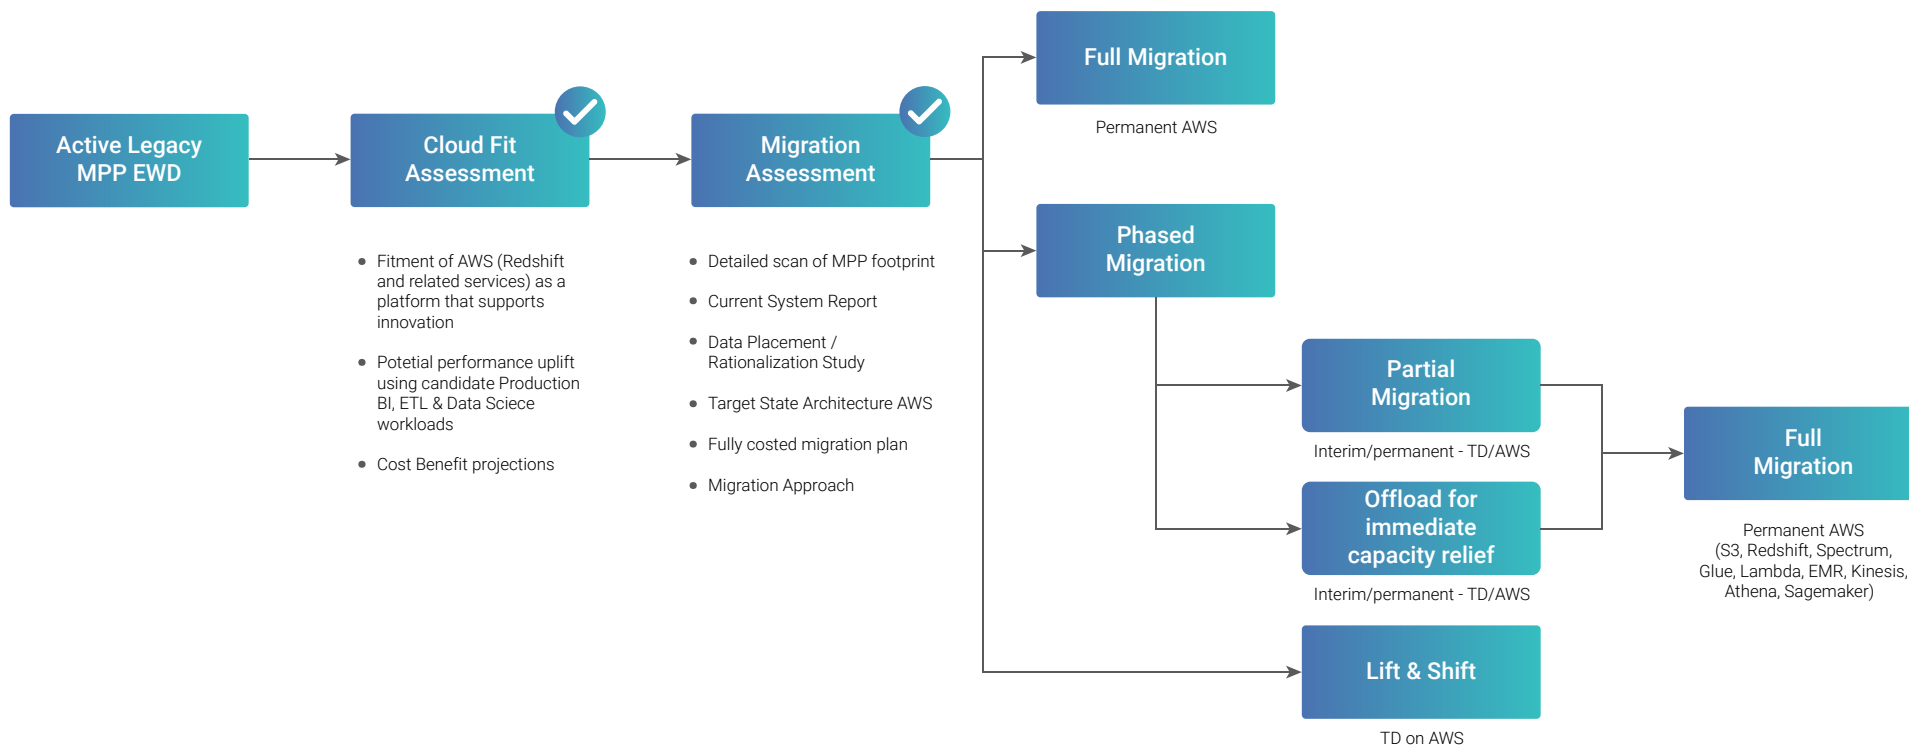 Active Legacy
MPP EWD
Cloud Fit
Assessment
Fitment of AWS (Redshift
and related services) as a
platform that supports
innovation
Potetial performance uplift
using candidate Production
BI, ETL & Data Sciece
workloads
Cost Benefit projections
Migration
Assessment
Detailed scan of MPP footprint
Current System Report
Data Placement /
Rationalization Study
Target State Architecture AWS
Fully costed migration plan
Migration Approach
Full Migration
Permanent AWS
Phased
Migration
Partial
Migration
Interim/permanent - TD/AWS
Offload for
immediate
capacity relief
Interim/permanent - TD/AWS
Lift & Shift
TD on AWS
Full
Migration
Permanent AWS
(S3, Redshift, Spectrum,
Glue, Lambda, EMR, Kinesis,
Athena, Sagemaker)